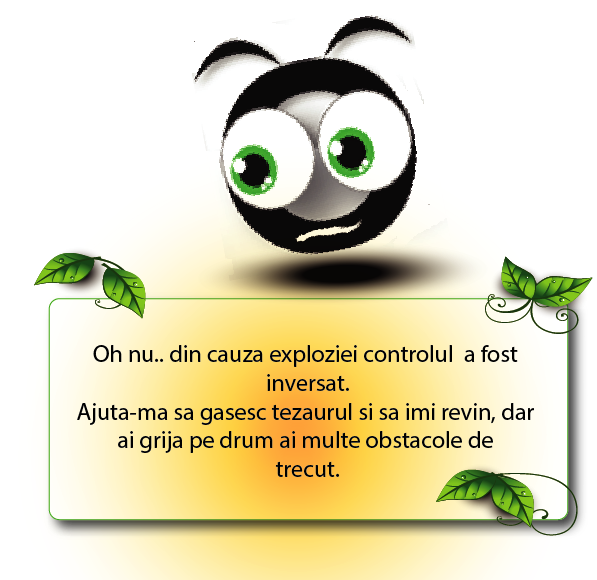 Oh nu.. din cauza exploziei controlul  a fost
inversat.
Ajuta-ma sa gasesc tezaurul si sa imi revin, dar
ai grija pe drum ai multe obstacole de
trecut.